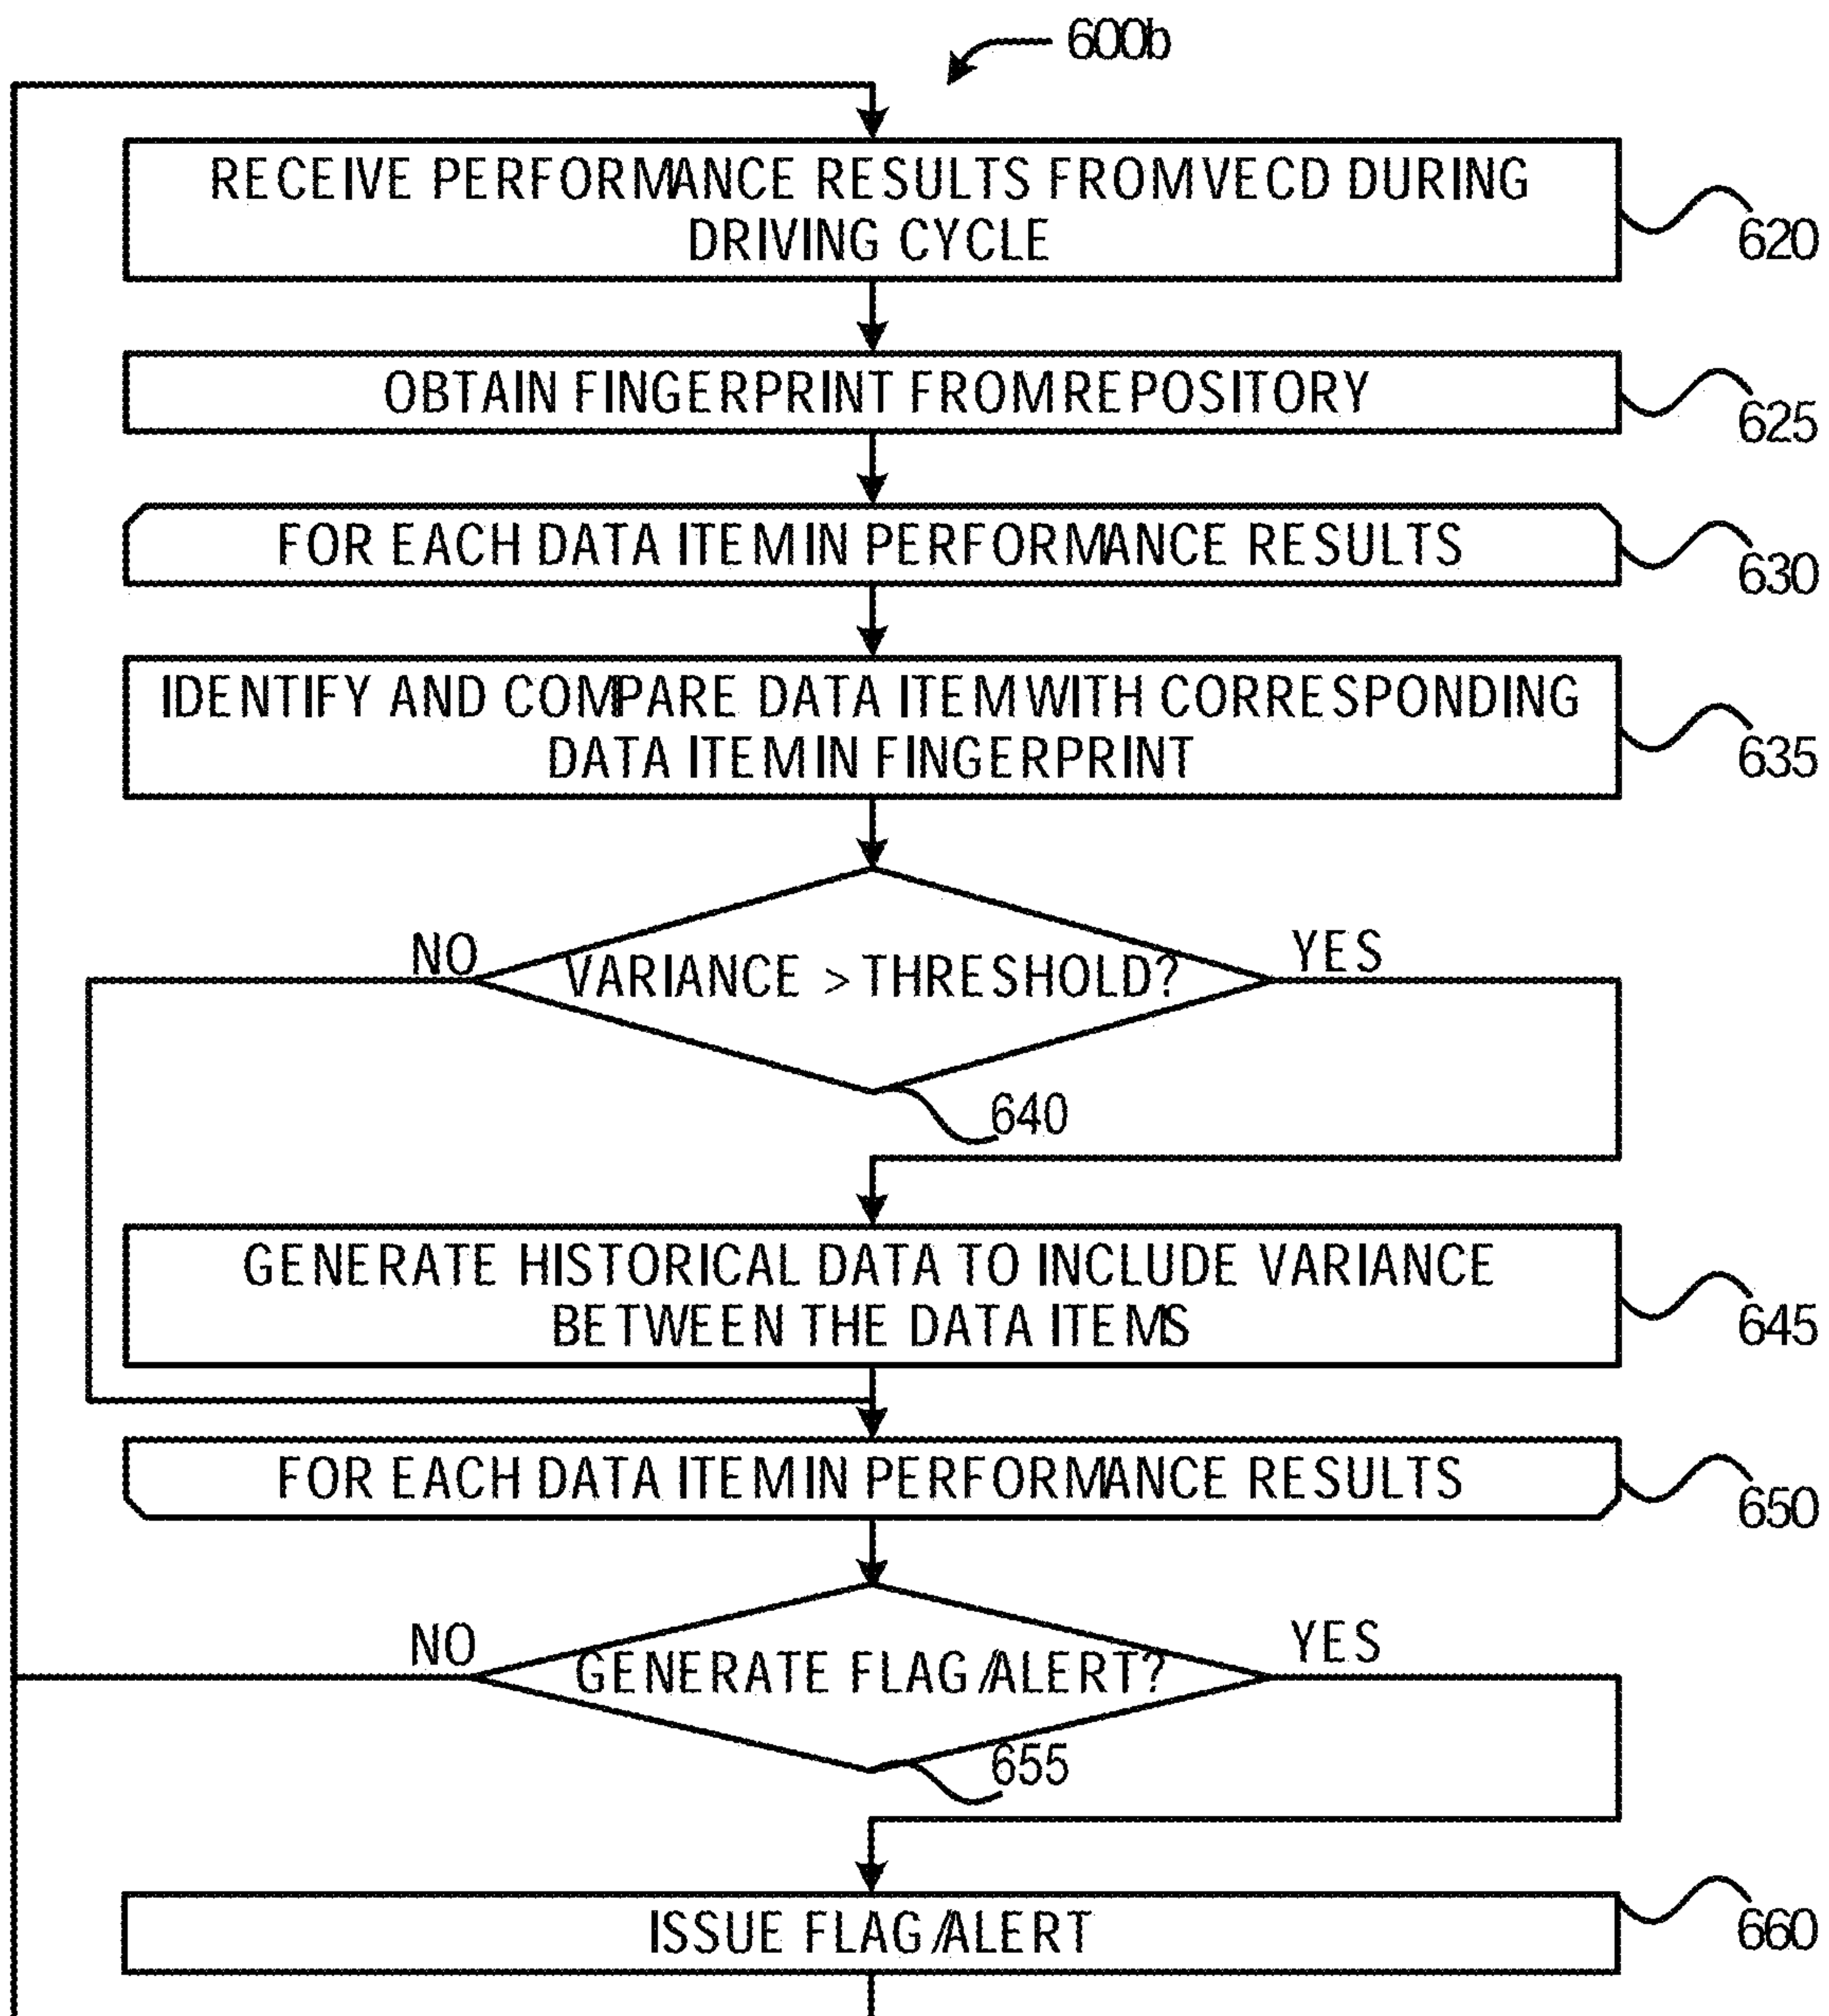 600b
RECEIVE PERFORMANCE RESULTS FROM VECD DURING
DRIVING CYCLE
620
OBTAIN FINGERPRINT FROM REPOSITORY
625
FOR EACH DATA ITEM IN PERFORMANCE RESULTS
630
IDENTIFY AND COMPARE DATA ITEM WITH CORRESPONDING
DATA ITEM IN FINGERPRINT
635
NO
VARIANCE > THRESHOLD?
YES
640
GENERATE HISTORICAL DATA TO INCLUDE VARIANCE
BETWEEN THE DATA ITEMS
645
FOR EACH DATA ITEM IN PERFORMANCE RESULTS
650
NO
GENERATE FLAG/ALERT?
YES
655
ISSUE FLAG/ALERT
660